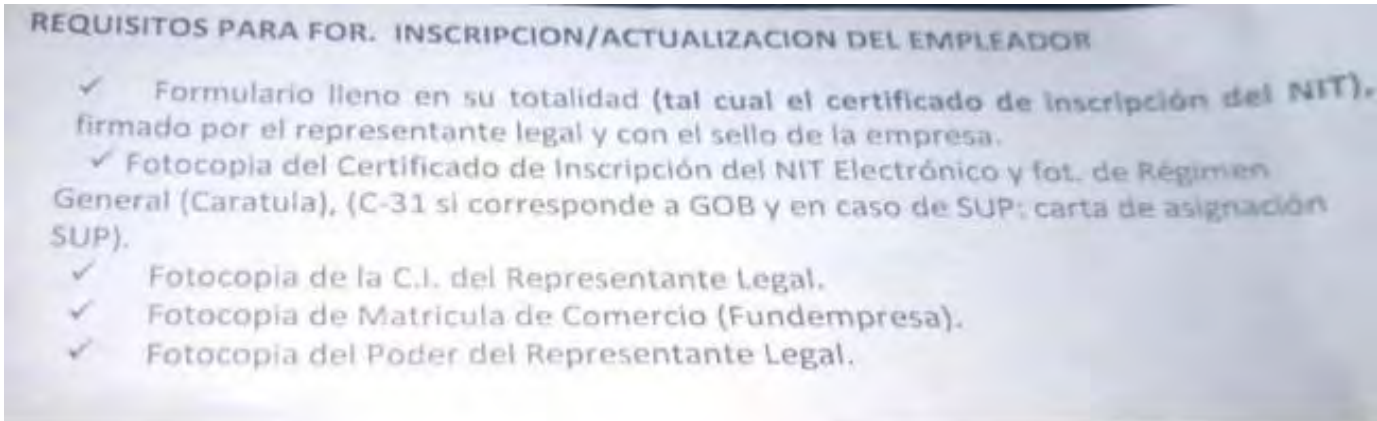 REQUISITOS PARA FOR. INSCRIPCION/ACTUALIZACION DEL EMPLEADOR
✓ Formulario lleno en su totalidad (tal cual el certificado de inscripción del NIT),
firmado por el representante legal y con el sello de la empresa.
✓ Fotocopia del Certificado de Inscripción del NIT Electrónico y fot. de Régimen
General (Caratula), (C-31 si corresponde a GOB y en caso de SUP: carta de asignación
SUP).
✓ Fotocopia de la C.I. del Representante Legal.
✓ Fotocopia de Matricula de Comercio (Fundempresa).
✓ Fotocopia del Poder del Representante Legal.